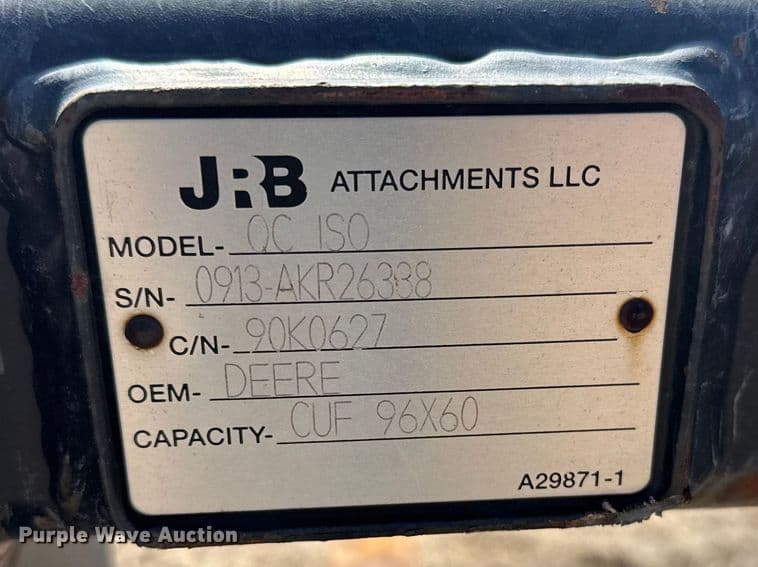 JRB ATTACHMENTS LLC
MODEL- QC ISO
S/N- 0913-AKR26388
C/N- 90K0627
OEM- DEERE
CAPACITY- CUF 96X60
A29871-1
Purple Wave Auction